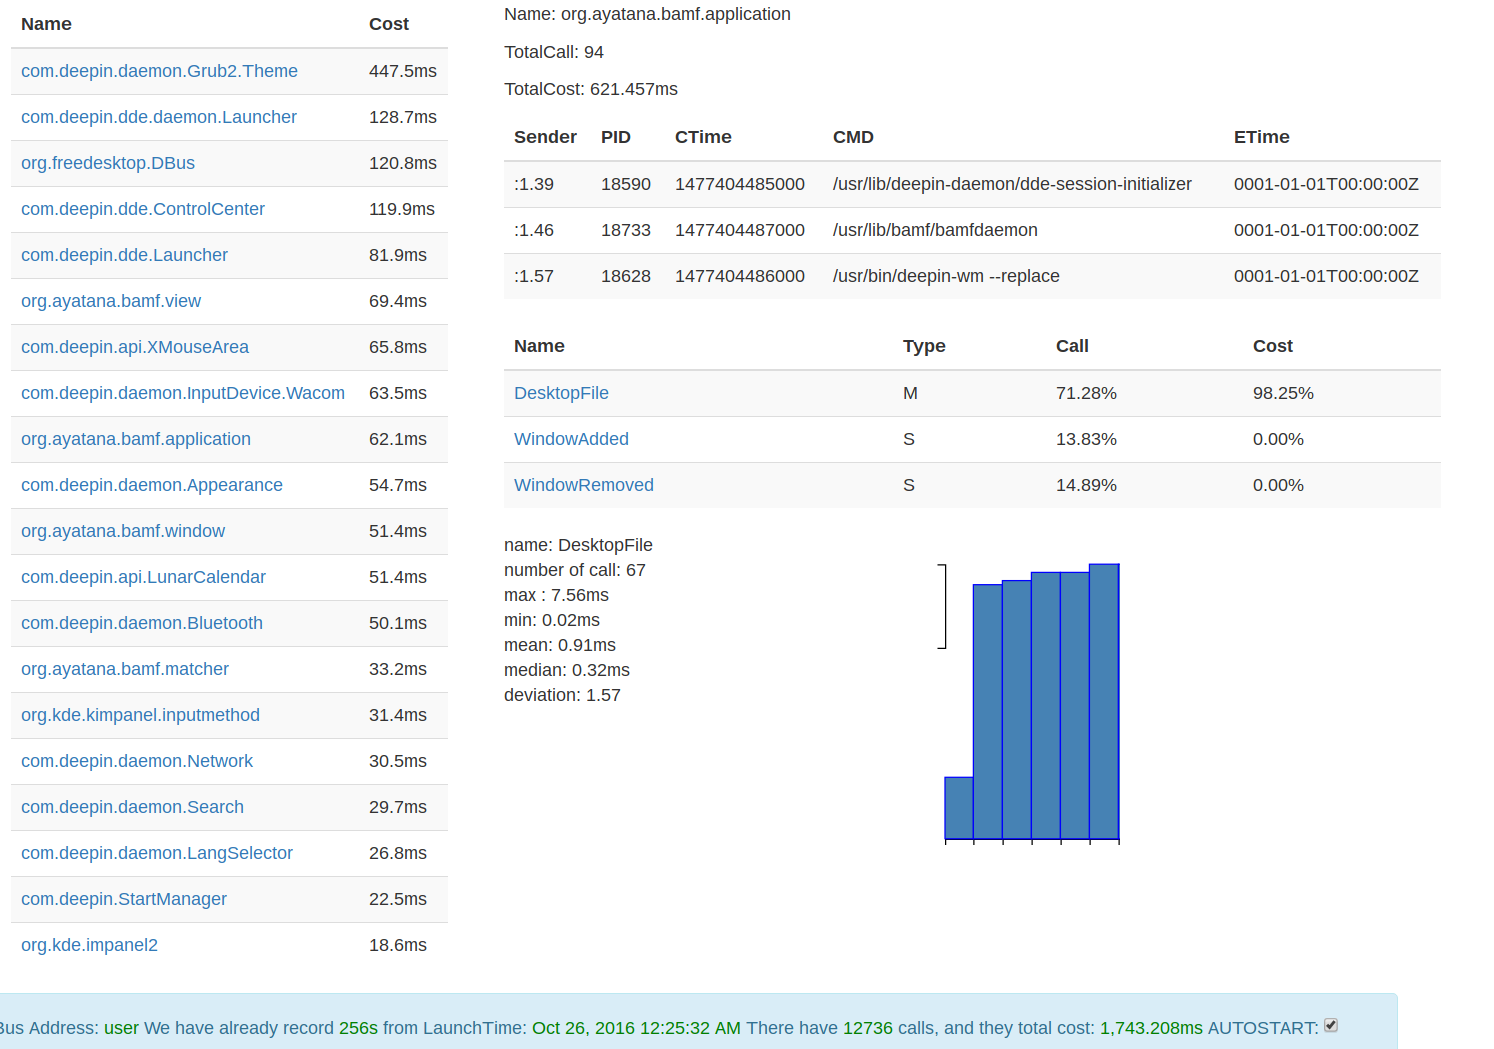 Name Cost
com.deepin.daemon.Grub2.Theme 447.5ms
com.deepin.dde.daemon.Launcher 128.7ms
org.freedesktop.DBus 120.8ms
com.deepin.dde.ControlCenter 119.9ms
com.deepin.dde.Launcher 81.9ms
org.ayatana.bamf.view 69.4ms
com.deepin.api.XMouseArea 65.8ms
com.deepin.daemon.InputDevice.Wacom 63.5ms
org.ayatana.bamf.application 62.1ms
com.deepin.daemon.Appearance 54.7ms
org.ayatana.bamf.window 51.4ms
com.deepin.api.LunarCalendar 51.4ms
com.deepin.daemon.Bluetooth 50.1ms
org.ayatana.bamf.matcher 33.2ms
org.kde.kimpanel.inputmethod 31.4ms
com.deepin.daemon.Network 30.5ms
com.deepin.daemon.Search 29.7ms
com.deepin.daemon.LangSelector 26.8ms
com.deepin.StartManager 22.5ms
org.kde.impanel2 18.6ms
Name: org.ayatana.bamf.application
TotalCall: 94
TotalCost: 621.457ms
Sender PID CTime CMD ETime
:1.39 18590 1477404485000 /usr/lib/deepin-daemon/dde-session-initializer 0001-01-01T00:00:00Z
:1.46 18733 1477404487000 /usr/lib/bamf/bamfdaemon 0001-01-01T00:00:00Z
:1.57 18628 1477404486000 /usr/bin/deepin-wm --replace 0001-01-01T00:00:00Z
Name Type Call Cost
DesktopFile M 71.28% 98.25%
WindowAdded S 13.83% 0.00%
WindowRemoved S 14.89% 0.00%
name: DesktopFile
number of call: 67
max : 7.56ms
min: 0.02ms
mean: 0.91ms
median: 0.32ms
deviation: 1.57
Bus Address: user We have already record 256s from LaunchTime: Oct 26, 2016 12:25:32 AM There have 12736 calls, and they total cost: 1,743.208ms AUTOSTART: